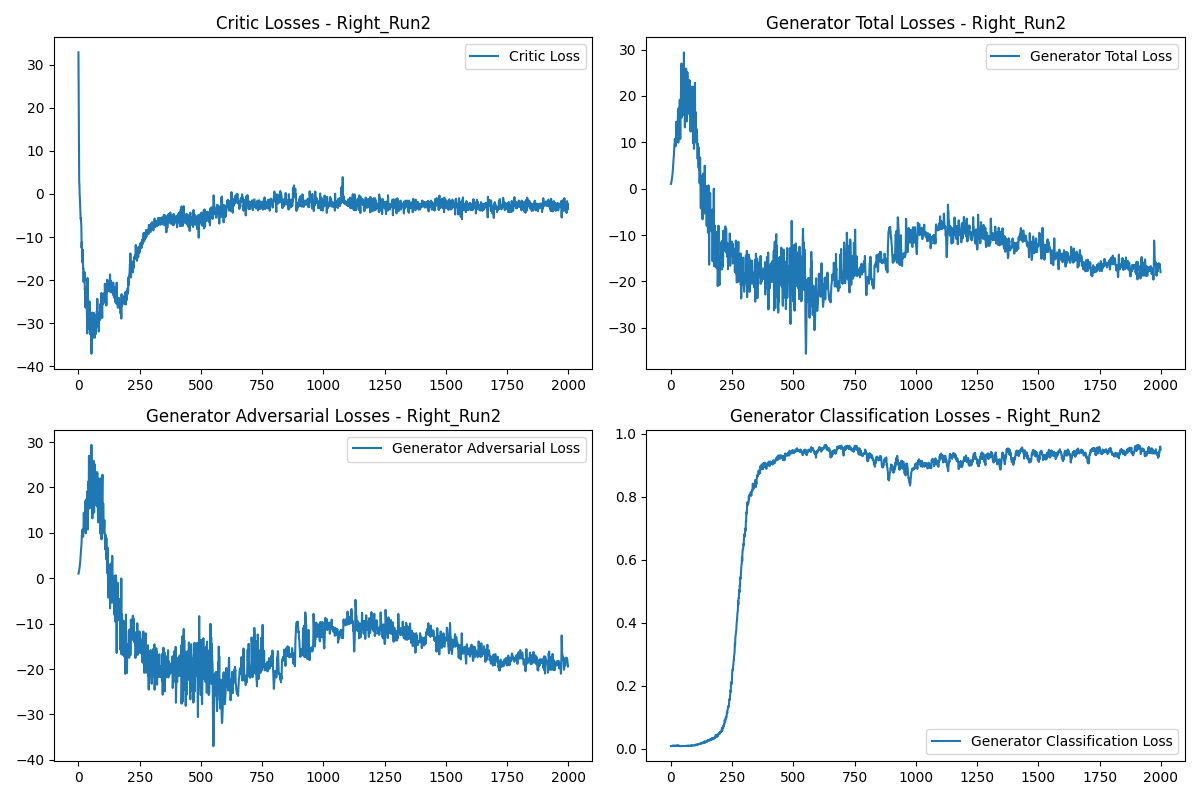 Critic Losses - Right_Run2
Critic Loss
30
20
10
0
−10
−20
−30
−40
0 250 500 750 1000 1250 1500 1750 2000
Generator Total Losses - Right_Run2
Generator Total Loss
30
20
10
0
−10
−20
−30
0 250 500 750 1000 1250 1500 1750 2000
Generator Adversarial Losses - Right_Run2
Generator Adversarial Loss
30
20
10
0
−10
−20
−30
−40
0 250 500 750 1000 1250 1500 1750 2000
Generator Classification Losses - Right_Run2
1.0
0.8
0.6
0.4
0.2
0.0
Generator Classification Loss
0 250 500 750 1000 1250 1500 1750 2000